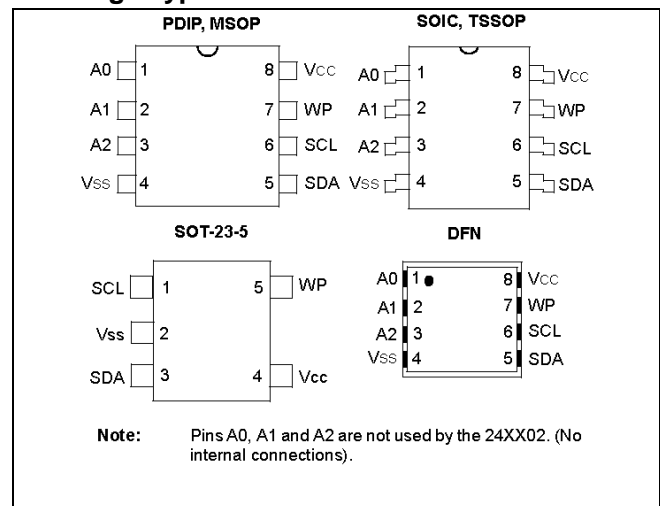 PDIP, MSOP
A0 1 8 VCC
A1 2 7 WP
A2 3 6 SCL
VSS 4 5 SDA
SOIC, TSSOP
A0 1 8 VCC
A1 2 7 WP
A2 3 6 SCL
VSS 4 5 SDA
SOT-23-5
SCL 1 5 WP
Vss 2
SDA 3 4 Vcc
DFN
A0 1 8 VCC
A1 2 7 WP
A2 3 6 SCL
VSS 4 5 SDA
Note: Pins A0, A1 and A2 are not used by the 24XX02. (No
internal connections).